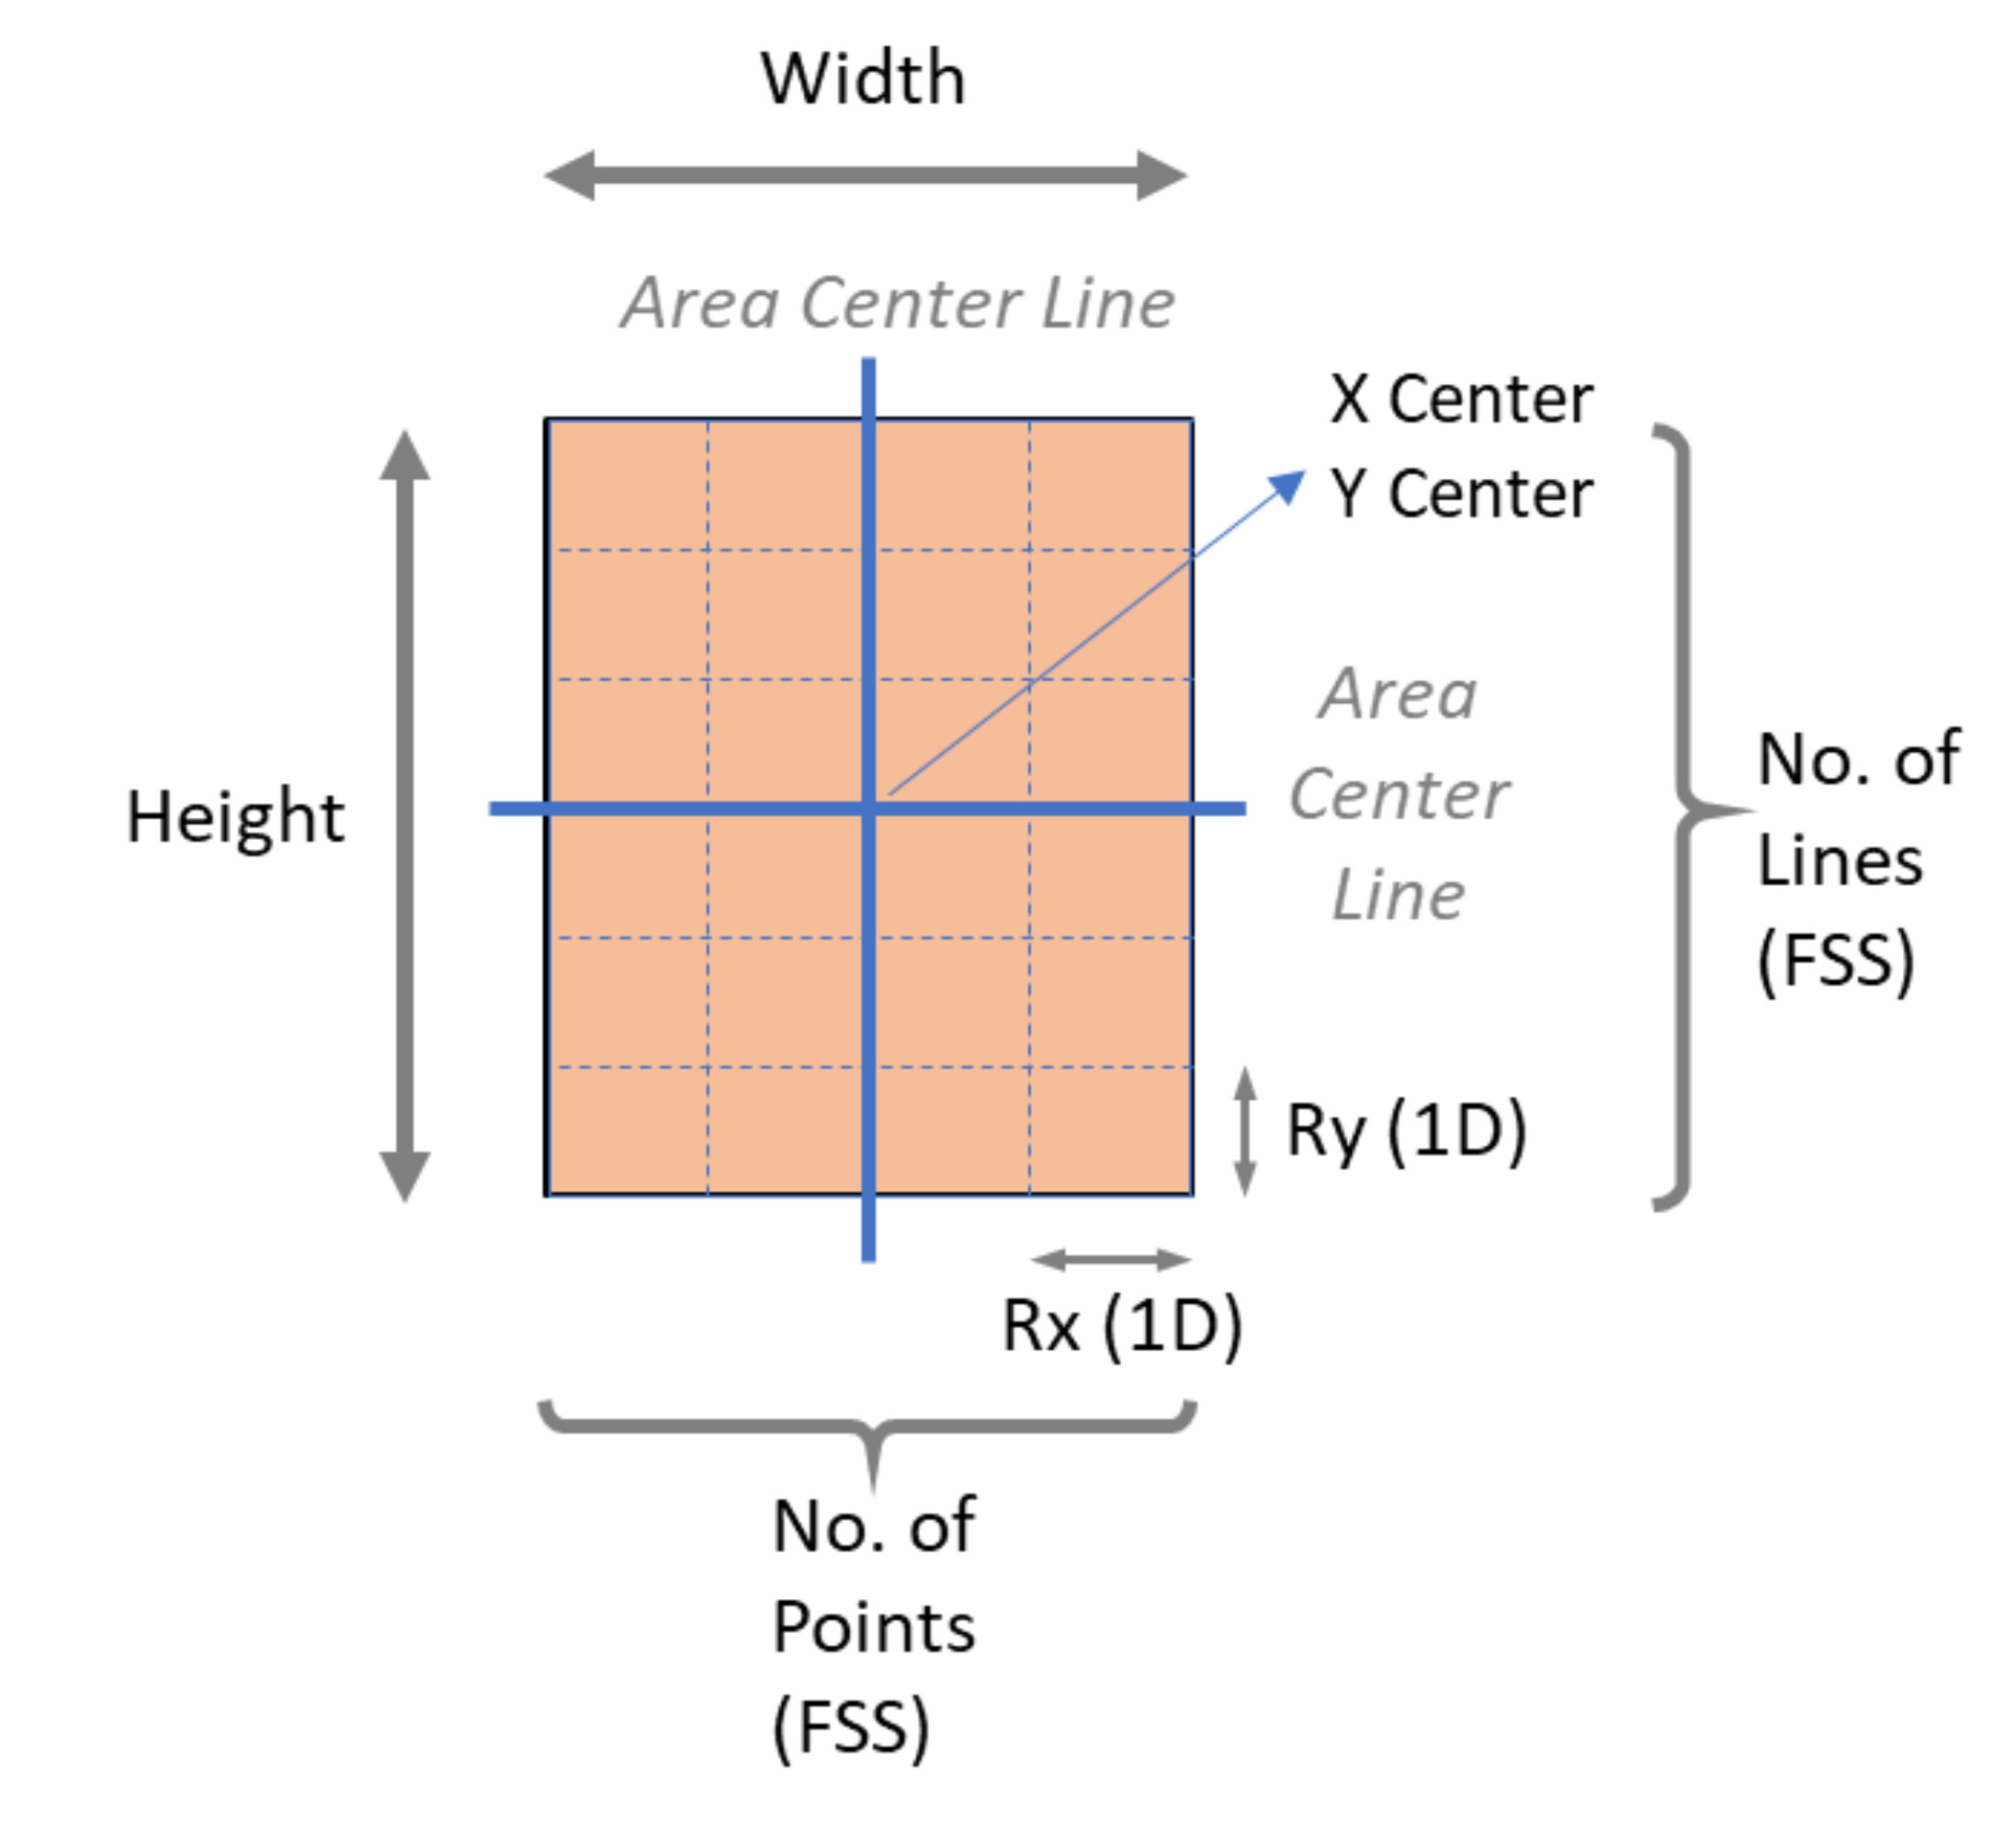 Width
Area Center Line
X Center
Y Center
Area
Center
Line
Height
No. of
Lines
(FSS)
Ry (1D)
Rx (1D)
No. of
Points
(FSS)